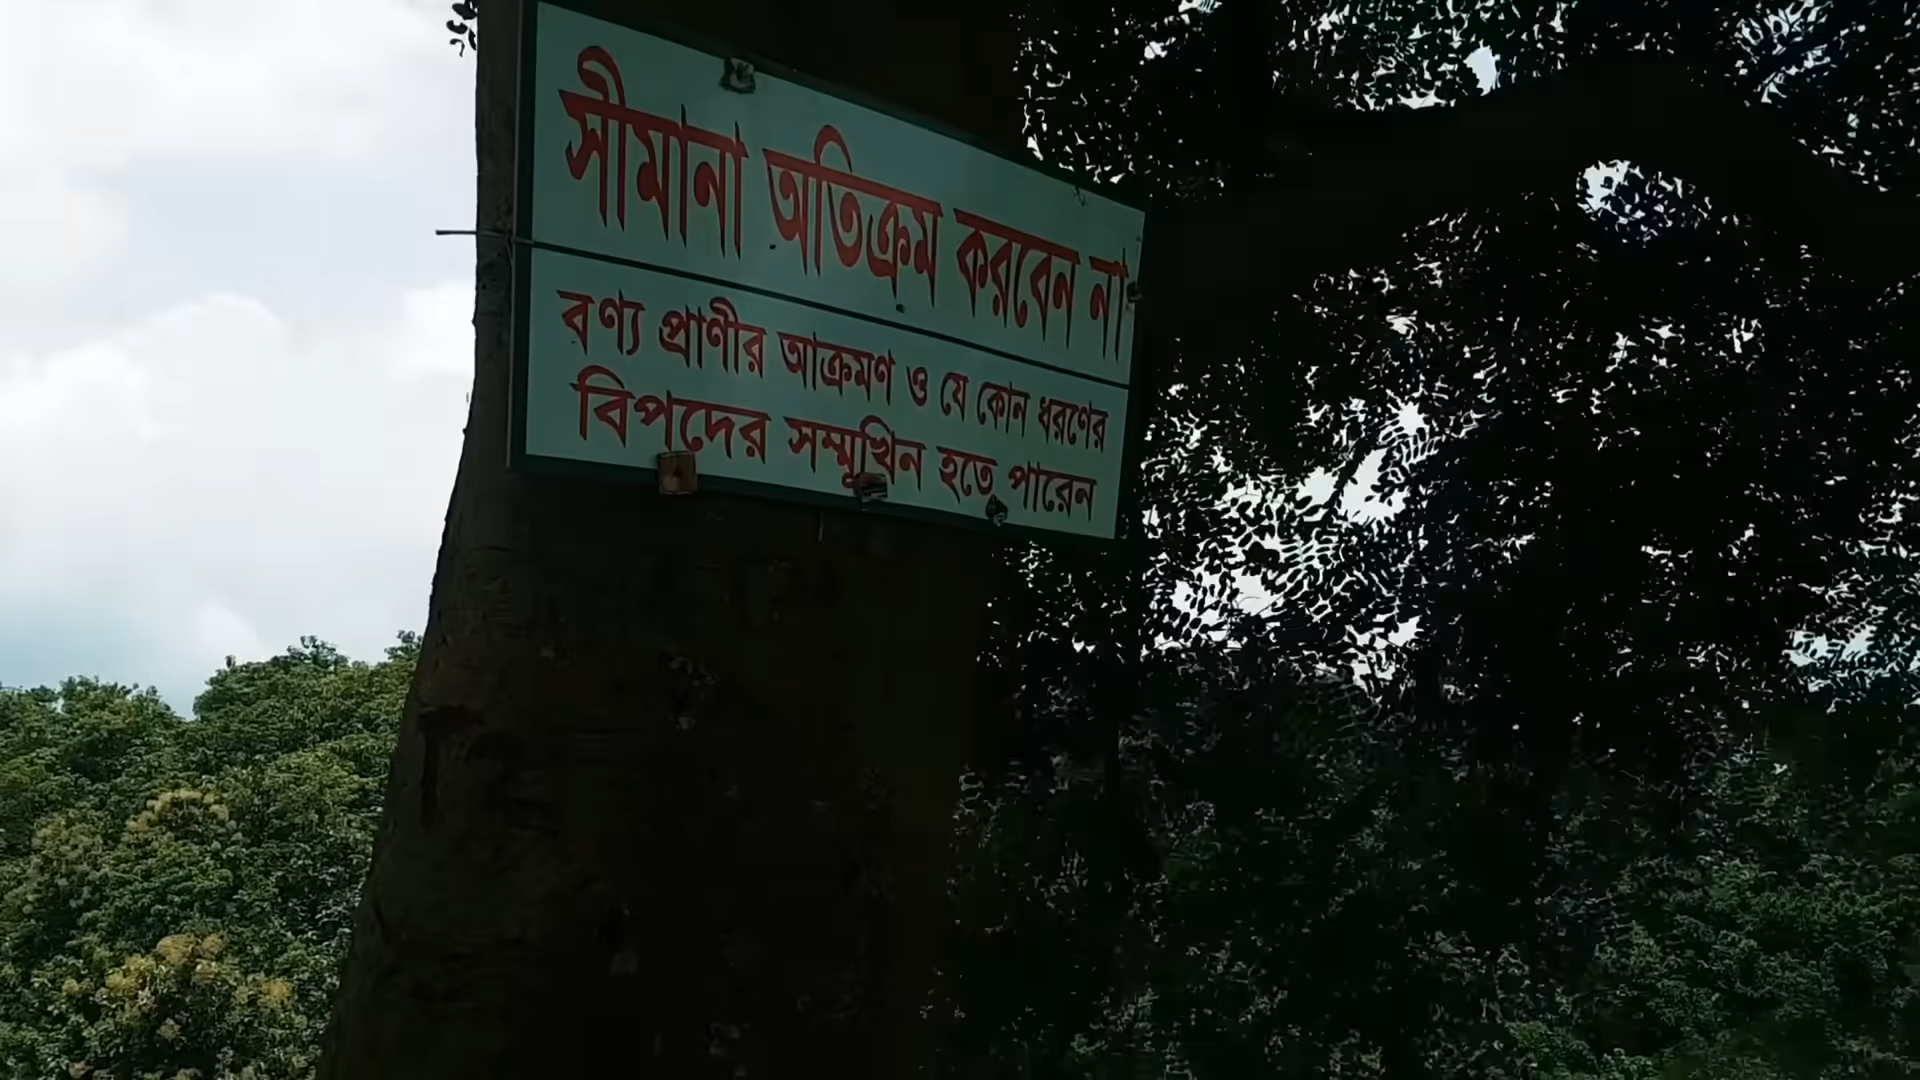 সীমানা অতিক্রম করবেন না
বণ্য প্রাণীর আক্রমণ ও যে কোন ধরণের
বিপদের সম্মূখিন হতে পারেন